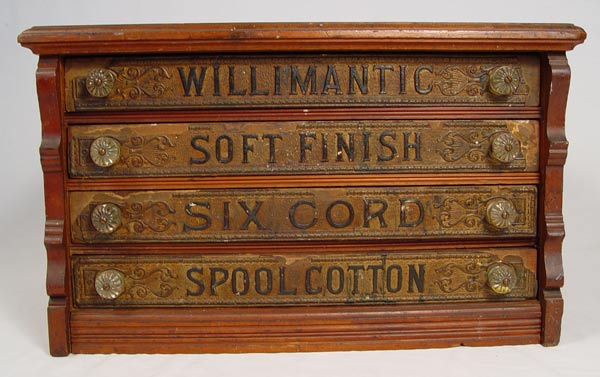 WILLIMANTIC
SOFT FINISH
SIX CORD
SPOOL COTTON